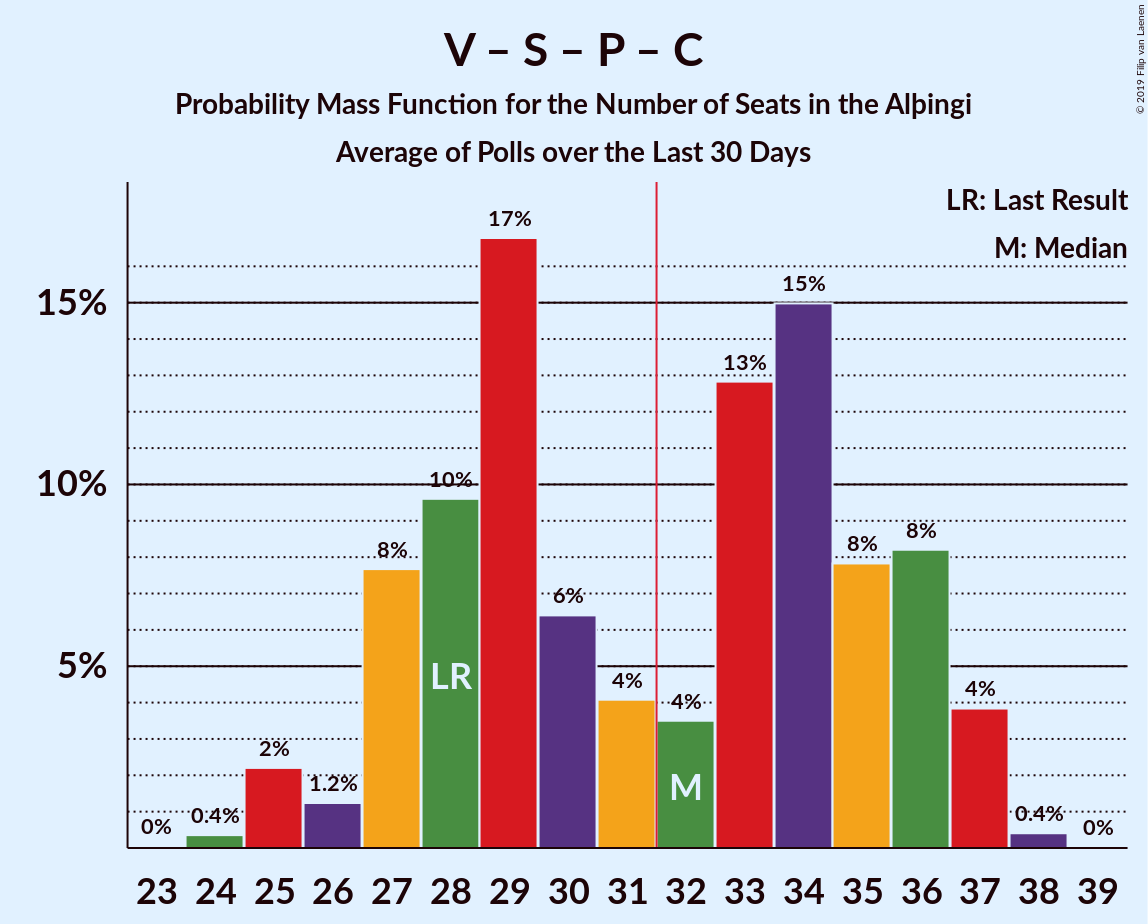 V – S – P – C
Probability Mass Function for the Number of Seats in the Alþingi
Average of Polls over the Last 30 Days
© 2019 Filip van Laenen
LR: Last Result
M: Median
15%
10%
5%
0%
0.4%
2%
1.2%
8%
10%
17%
6%
4%
4%
13%
15%
8%
8%
4%
0.4%
0%
LR
M
23 24 25 26 27 28 29 30 31 32 33 34 35 36 37 38 39